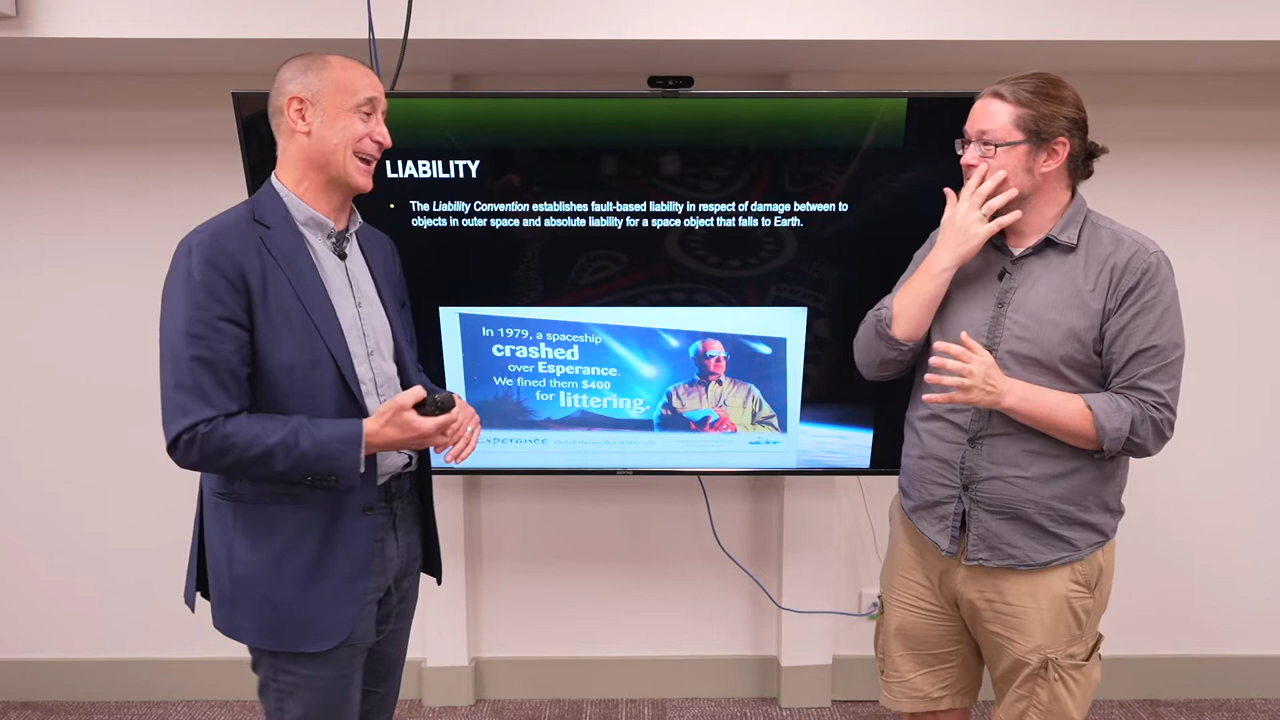 LIABILITY
• The Liability Convention establishes fault-based liability in respect of damage between to
objects in outer space and absolute liability for a space object that falls to Earth.
In 1979, a spaceship
crashed
over Esperance.
We fined them $400
for littering.
Esperance